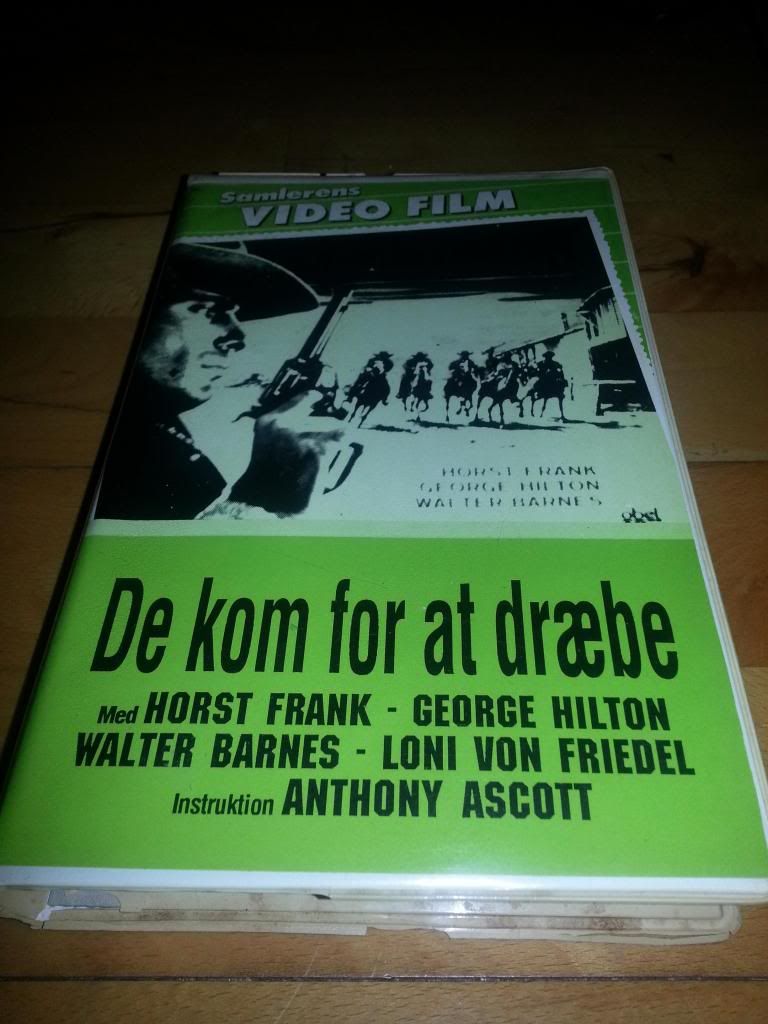 Samlerens
VIDEO FILM
HORST FRANK
GEORGE HILTON
WALTER BARNES
obel
De kom for at dræbe
Med HORST FRANK - GEORGE HILTON
WALTER BARNES - LONI VON FRIEDEL
Instruktion ANTHONY ASCOTT